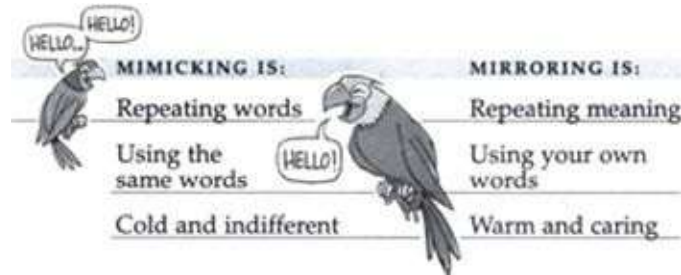 HELLO...
HELLO!
MIMICKING IS:
MIRRORING IS:
Repeating words
Repeating meaning
HELLO!
Using the
same words
Using your own
words
Cold and indifferent
Warm and caring